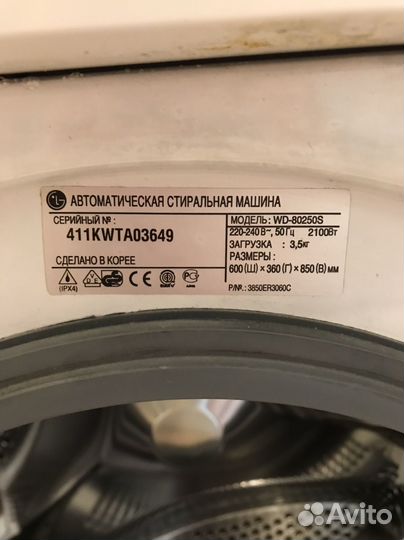 LG АВТОМАТИЧЕСКАЯ СТИРАЛЬНАЯ МАШИНА
СЕРИЙНЫЙ № :
411KWTA03649
СДЕЛАНО В КОРЕЕ
(IPX4)
МОДЕЛЬ: WD-80250S
220-240 В~, 50 Гц 2100Вт
ЗАГРУЗКА : 3,5кг
РАЗМЕРЫ :
600(Ш)×360(Г)×850(В)мм
P/№.: 3850ER3060C
Avito